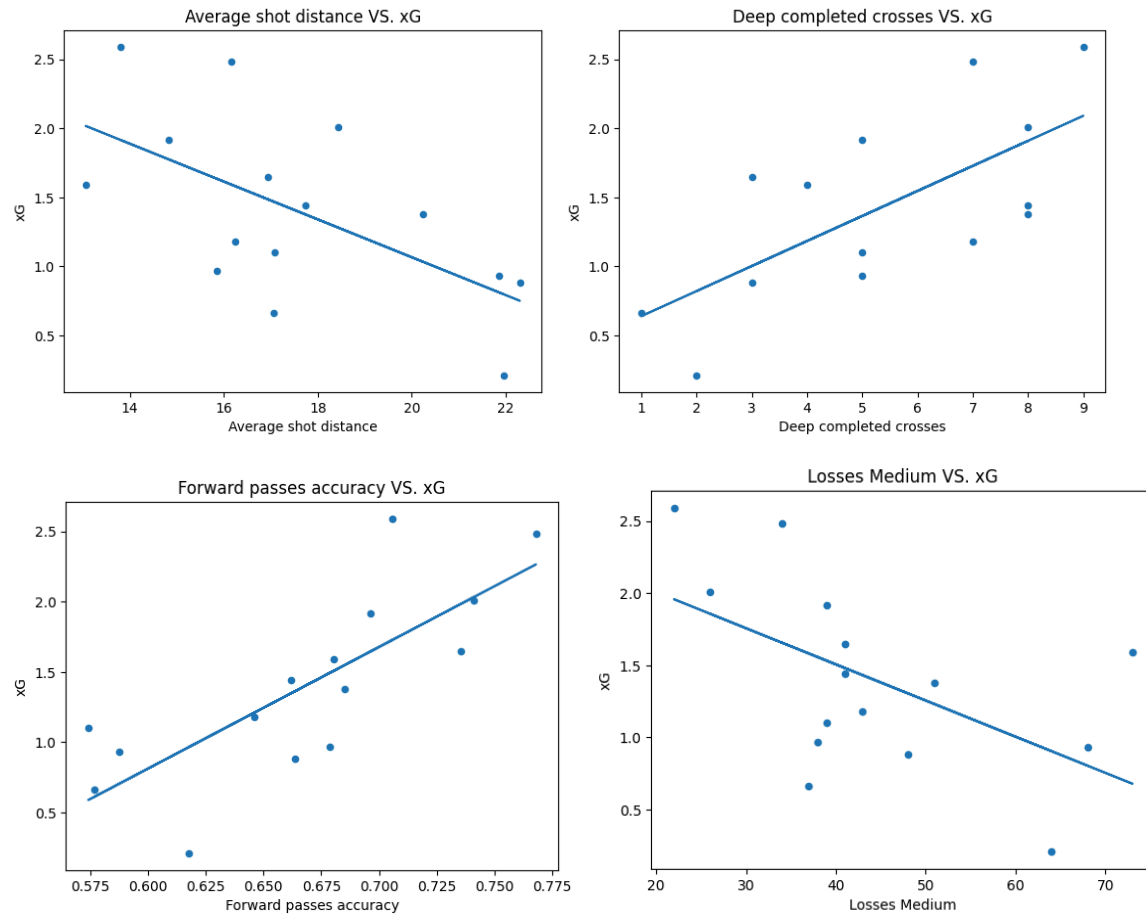 Average shot distance VS. xG
xG
2.5
2.0
1.5
1.0
0.5
14 16 18 20 22
Average shot distance
Deep completed crosses VS. xG
xG
2.5
2.0
1.5
1.0
0.5
1 2 3 4 5 6 7 8 9
Deep completed crosses
Forward passes accuracy VS. xG
xG
2.5
2.0
1.5
1.0
0.5
0.575 0.600 0.625 0.650 0.675 0.700 0.725 0.750 0.775
Forward passes accuracy
Losses Medium VS. xG
xG
2.5
2.0
1.5
1.0
0.5
20 30 40 50 60 70
Losses Medium